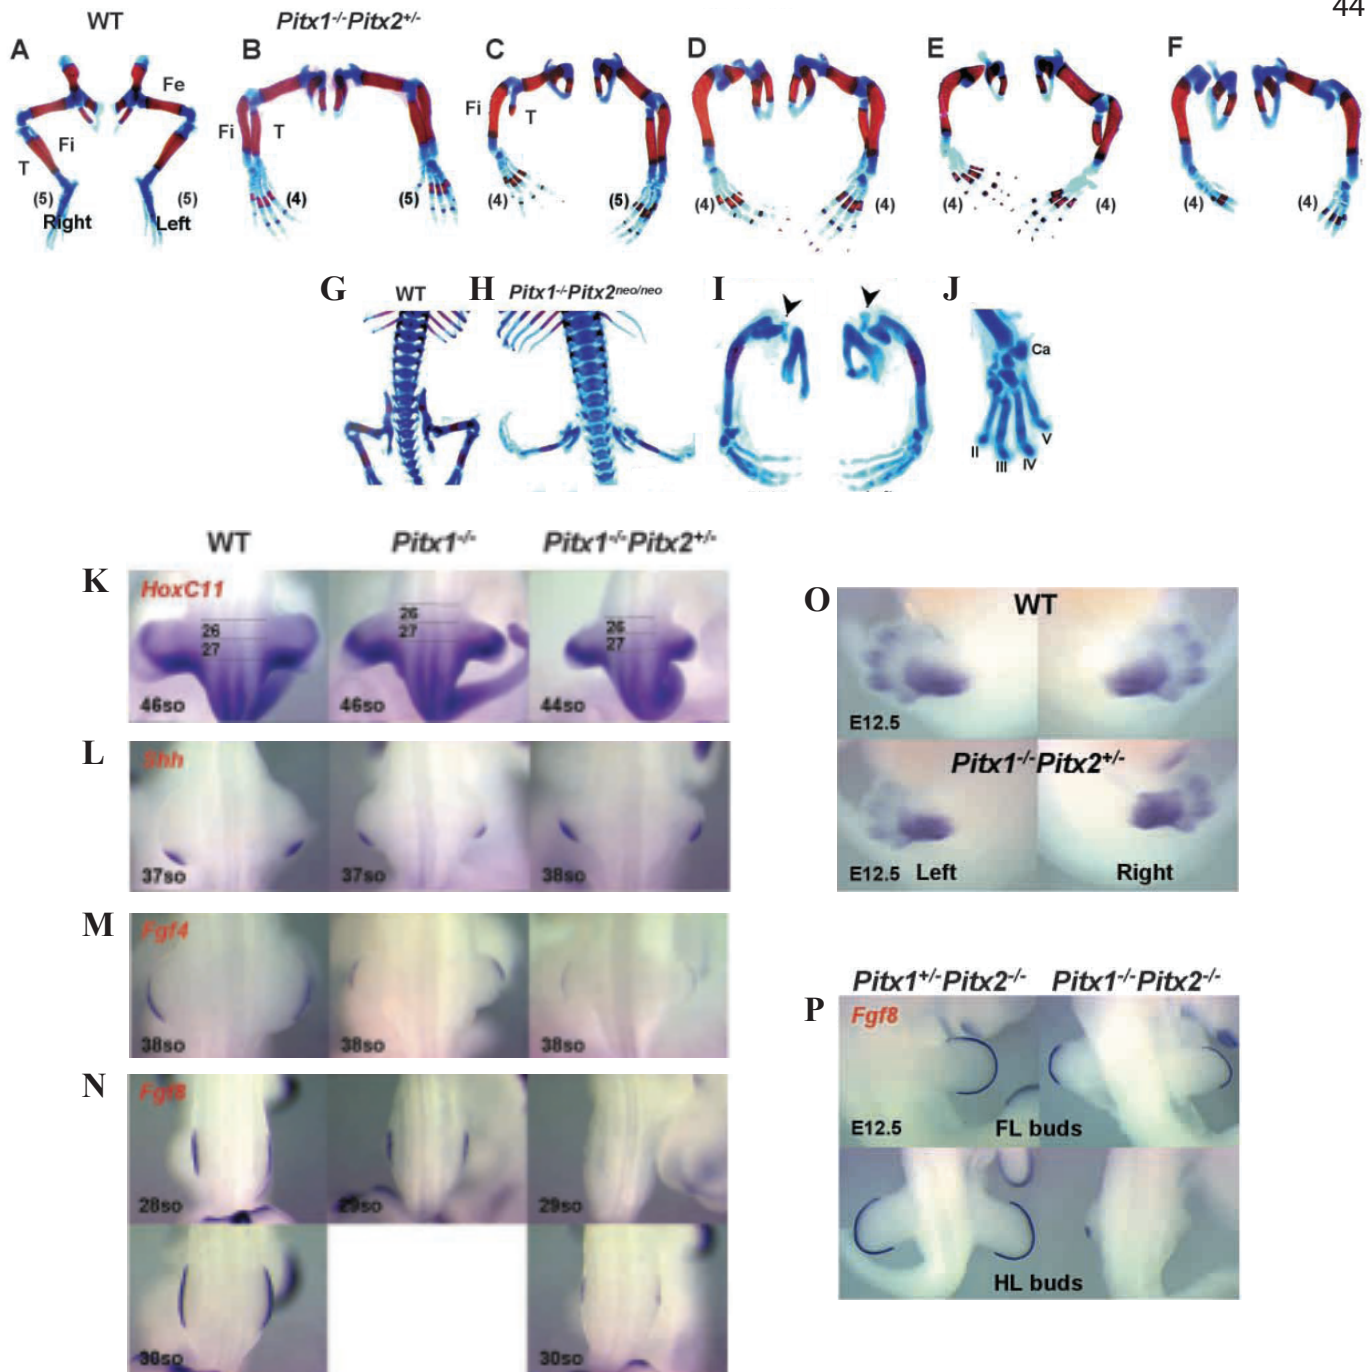 44
WT Pitx1-/-Pitx2+/-
A B C D E F
Fe
Fi T
Fi T
Fi T
(5) (5) (4) (5) (4) (5) (4) (4) (4) (4) (4) (4)
Right Left
G WT H Pitx1-/-Pitx2neo/neo I J
Ca
II III IV V
WT Pitx1-/- Pitx1-/-Pitx2+/-
K HoxC11
26 26 26
27 27 27
46so 46so 44so
L Shh
37so 37so 38so
M Fgf4
38so 38so 38so
N Fgf8
28so 29so 29so
30so 30so
O WT
E12.5
Pitx1-/-Pitx2+/-
E12.5 Left Right
Pitx1+/-Pitx2-/- Pitx1-/-Pitx2-/-
P Fgf8
E12.5 FL buds
HL buds